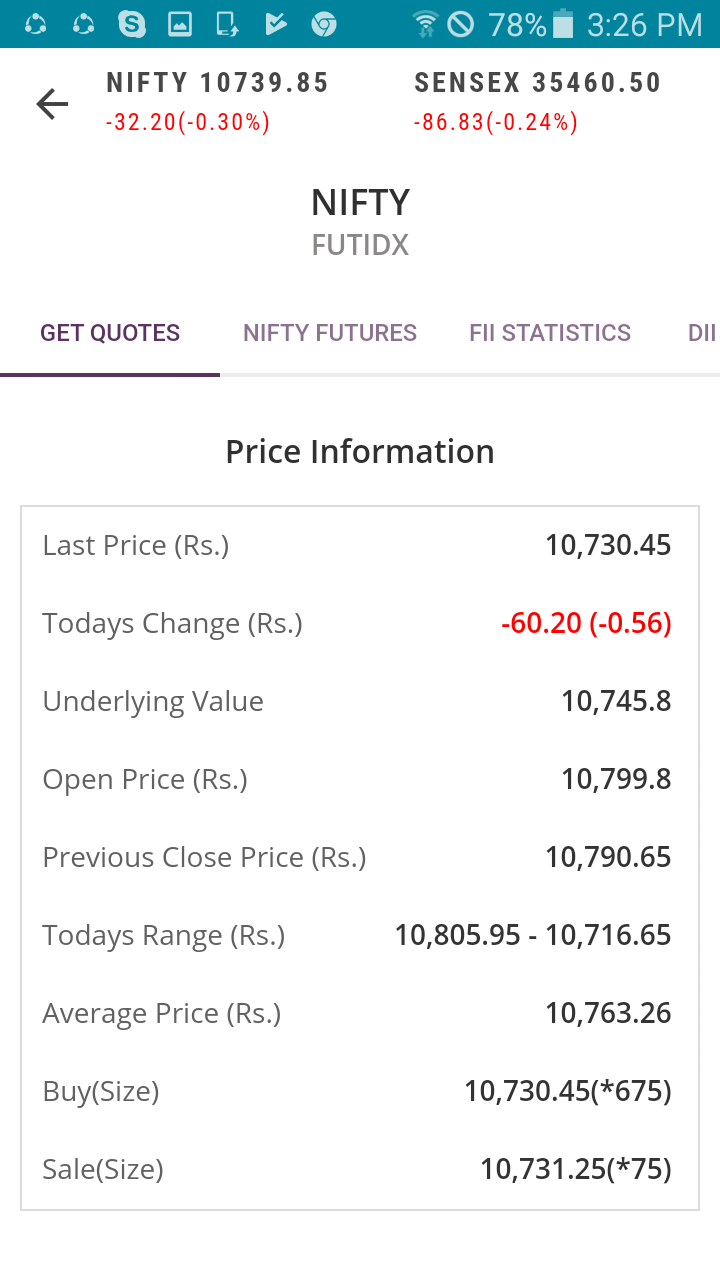 78% 3:26 PM
NIFTY 10739.85 SENSEX 35460.50
-32.20(-0.30%) -86.83(-0.24%)
NIFTY
FUTIDX
GET QUOTES NIFTY FUTURES FII STATISTICS DII
Price Information
Last Price (Rs.) 10,730.45
Todays Change (Rs.) -60.20 (-0.56)
Underlying Value 10,745.8
Open Price (Rs.) 10,799.8
Previous Close Price (Rs.) 10,790.65
Todays Range (Rs.) 10,805.95 - 10,716.65
Average Price (Rs.) 10,763.26
Buy(Size) 10,730.45(*675)
Sale(Size) 10,731.25(*75)